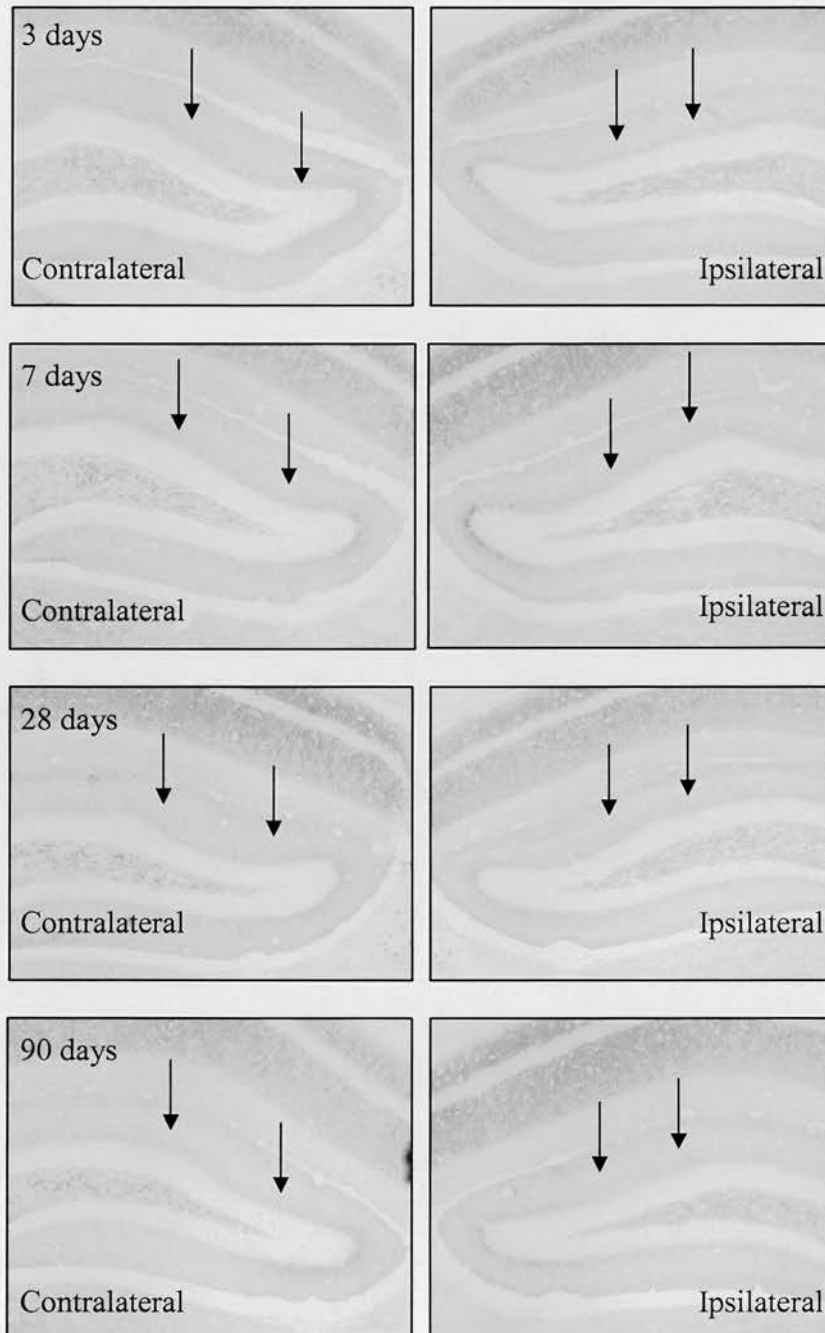 3 days
Contralateral
Ipsilateral
7 days
Contralateral
Ipsilateral
28 days
Contralateral
Ipsilateral
90 days
Contralateral
Ipsilateral